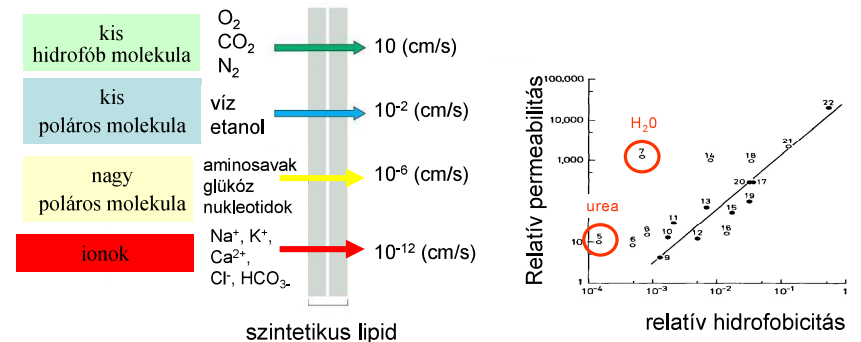 kis
hidrofób molekula
O₂
CO₂
N₂
10 (cm/s)
kis
poláros molekula
víz
etanol
10⁻² (cm/s)
nagy
poláros molekula
aminosavak
glükóz
nukleotidok
10⁻⁶ (cm/s)
ionok
Na⁺, K⁺,
Ca²⁺,
Cl⁻, HCO₃₋
10⁻¹² (cm/s)
szintetikus lipid
Relatív permeabilitás
100,000
10,000
1,000
10
1
H₂0
urea
22
21
7
14
18
20
17
19
13
15
11
5
6
8
10
12
16
9
10⁻⁴
10⁻³
10⁻²
10⁻¹
1
relatív hidrofobicitás